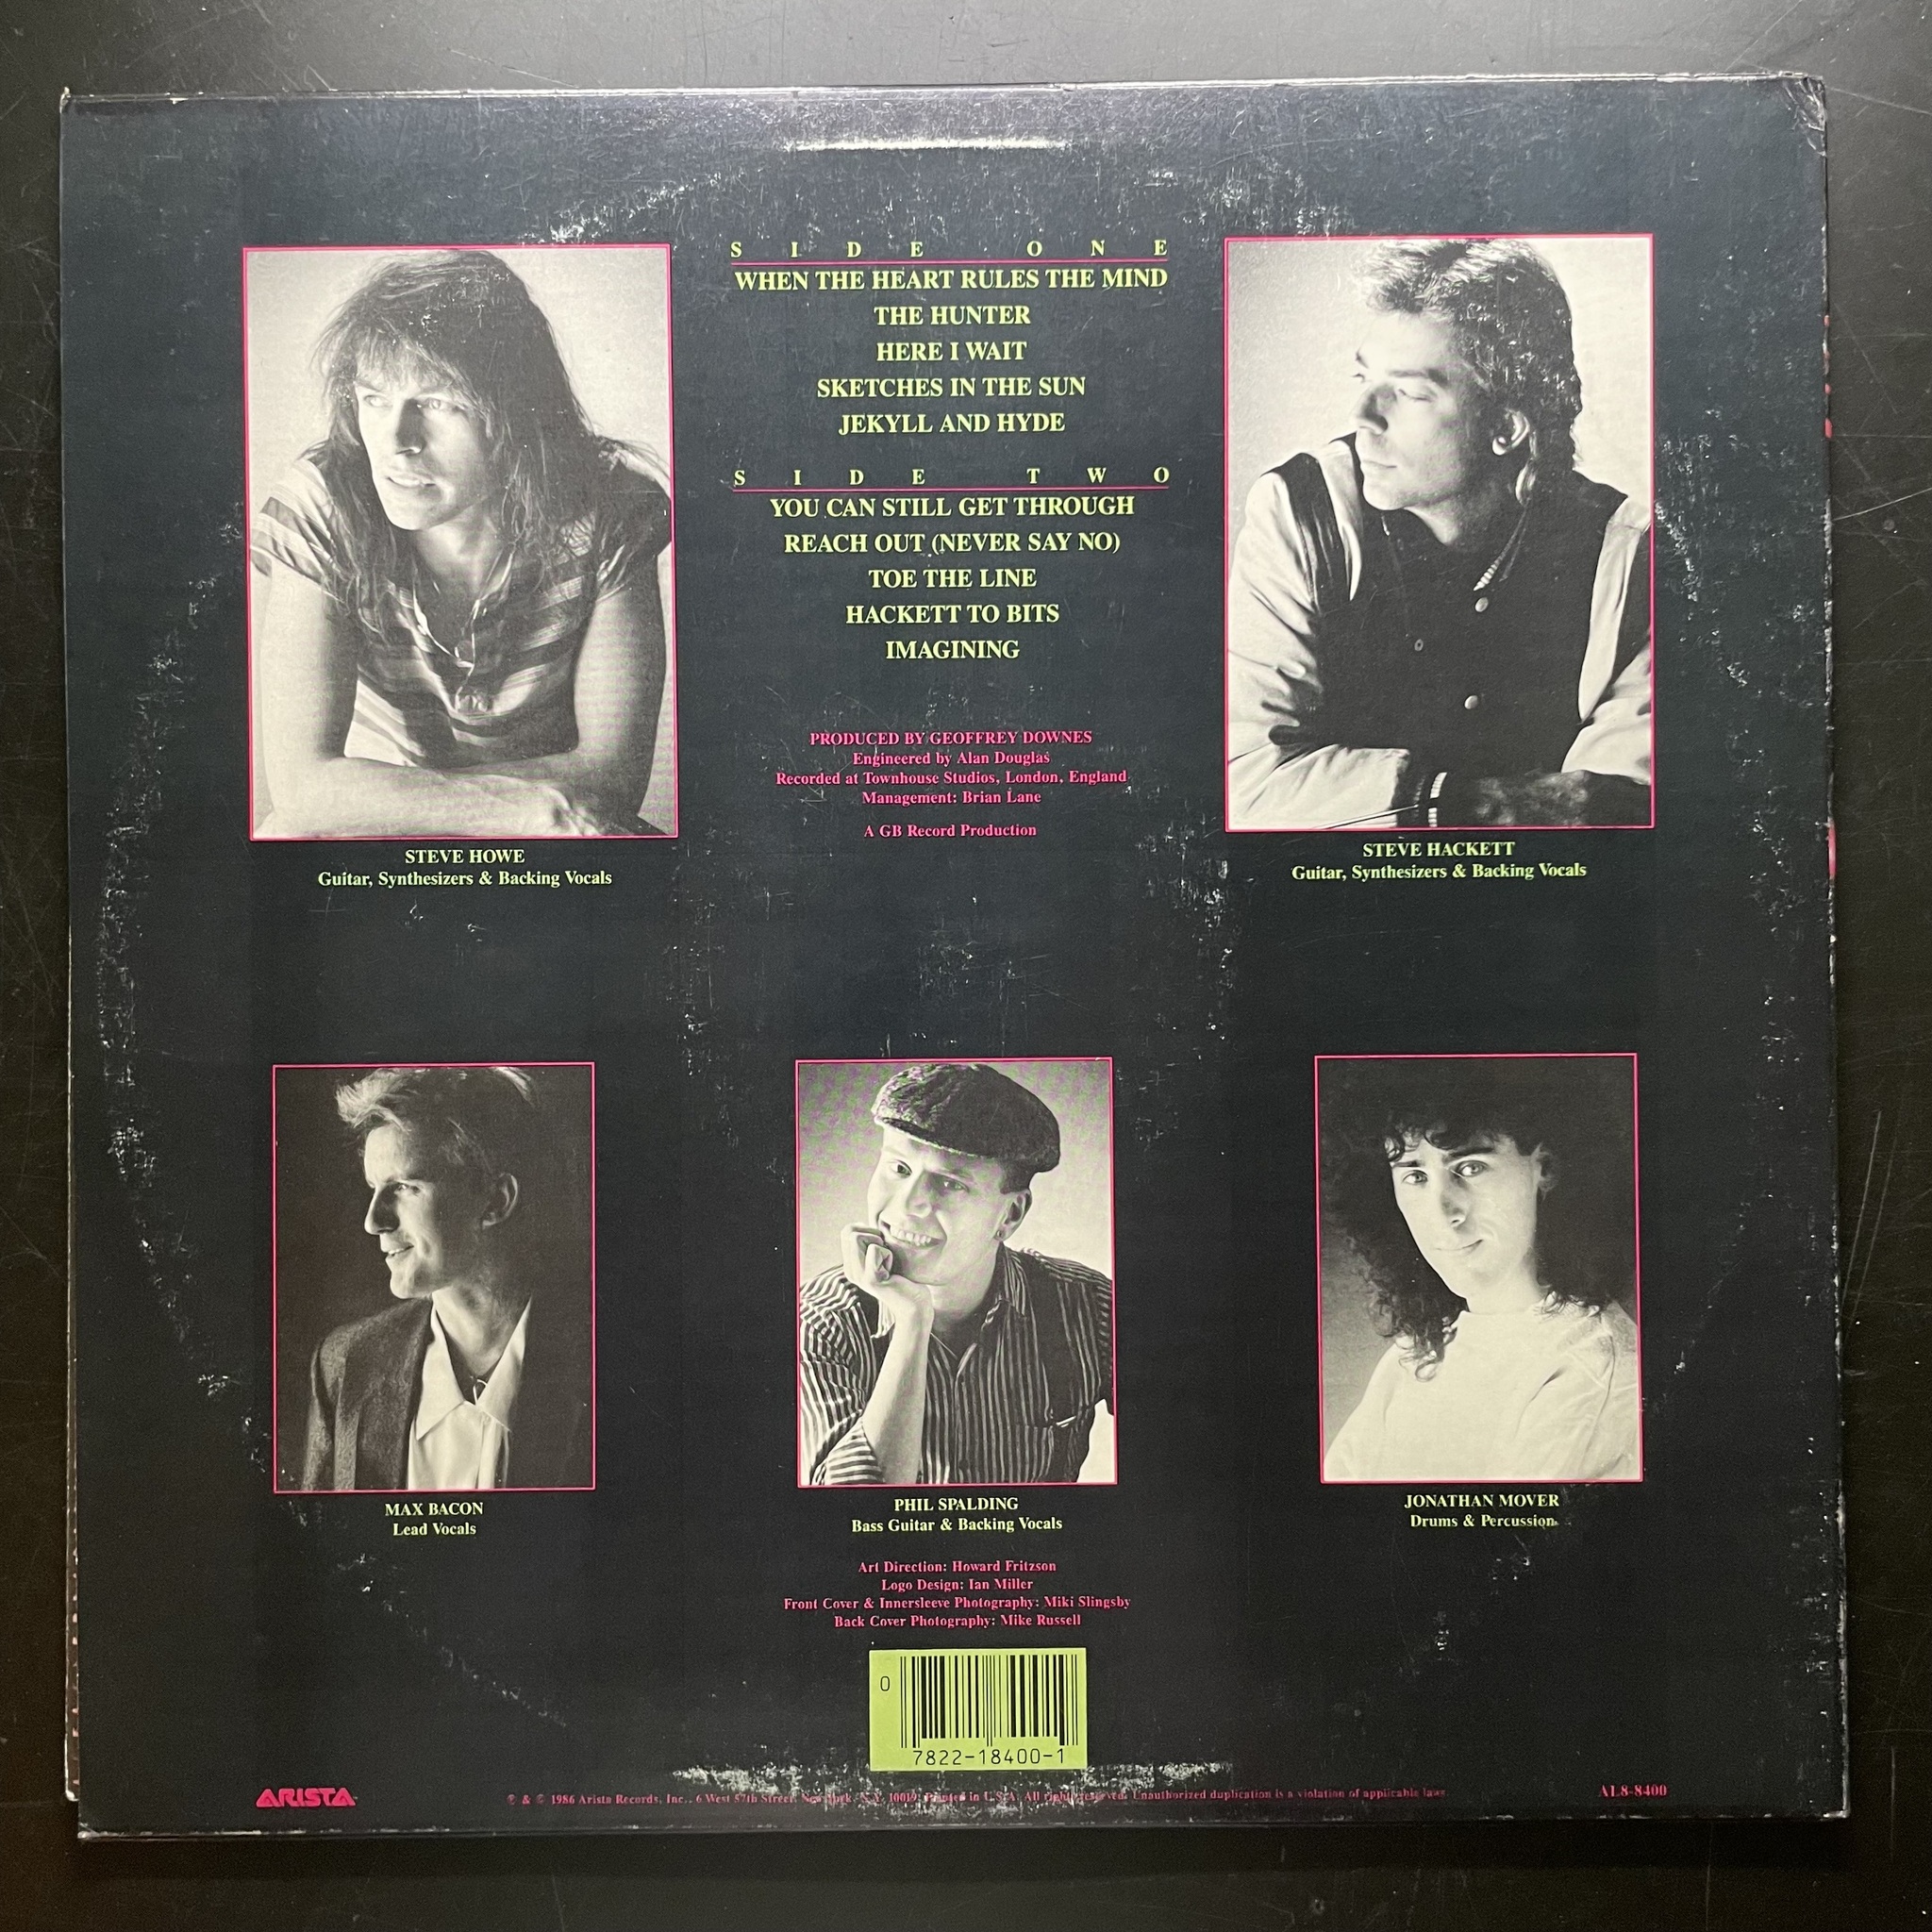 SIDE ONE
WHEN THE HEART RULES THE MIND
THE HUNTER
HERE I WAIT
SKETCHES IN THE SUN
JEKYLL AND HYDE
SIDE TWO
YOU CAN STILL GET THROUGH
REACH OUT (NEVER SAY NO)
TOE THE LINE
HACKETT TO BITS
IMAGINING
PRODUCED BY GEOFFREY DOWNES
Engineered by Alan Douglas
Recorded at Townhouse Studios, London, England
Management: Brian Lane
A GB Record Production
STEVE HOWE
Guitar, Synthesizers & Backing Vocals
STEVE HACKETT
Guitar, Synthesizers & Backing Vocals
MAX BACON
Lead Vocals
PHIL SPALDING
Bass Guitar & Backing Vocals
JONATHAN MOVER
Drums & Percussion
Art Direction: Howard Fritzson
Logo Design: Ian Miller
Front Cover & Innersleeve Photography: Miki Slingsby
Back Cover Photography: Mike Russell
0
7822-18400-1
ARISTA
℗ & © 1986 Arista Records, Inc., 6 West 57th Street, New York, N.Y. 10019. Printed in U.S.A. All rights reserved. Unauthorized duplication is a violation of applicable laws.
AL8-8400